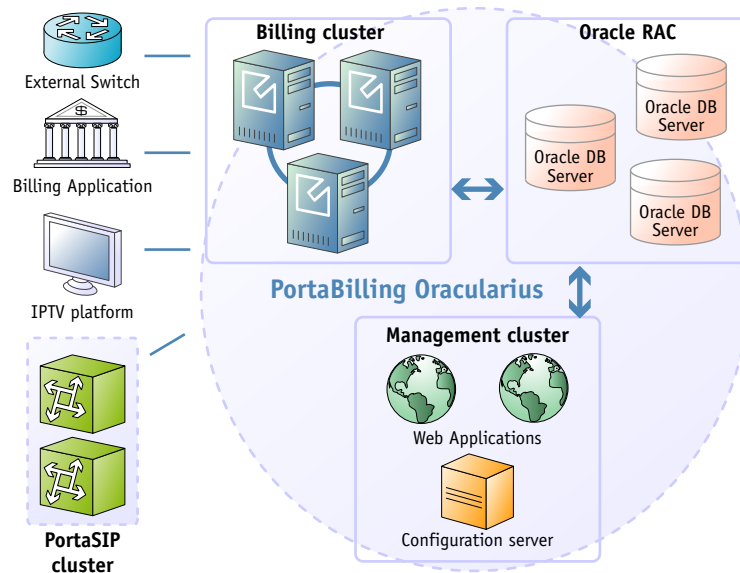 Billing cluster
Oracle RAC
External Switch
Oracle DB
Server
Oracle DB
Server
Billing Application
Oracle DB
Server
IPTV platform
PortaBilling Oracularius
Management cluster
Web Applications
Configuration server
PortaSIP
cluster
$